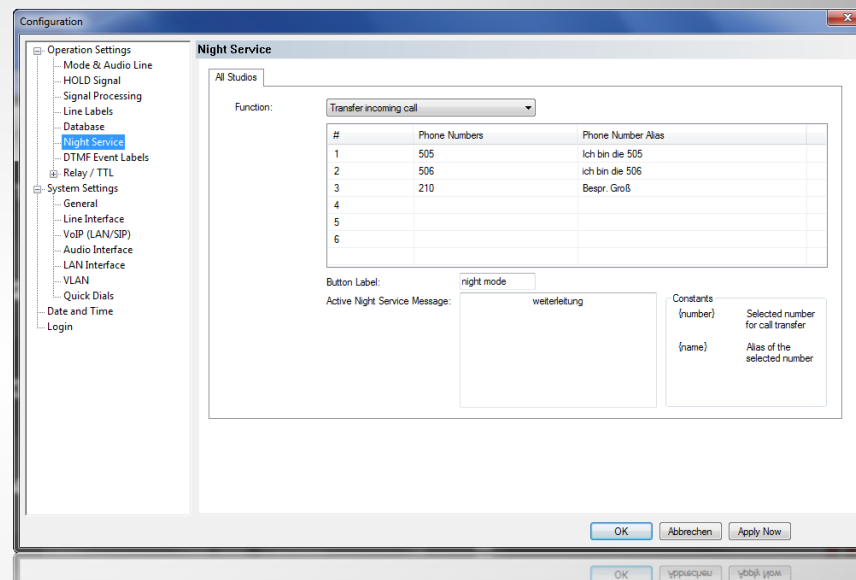 Configuration
Operation Settings
Mode & Audio Line
HOLD Signal
Signal Processing
Line Labels
Database
Night Service
DTMF Event Labels
Relay / TTL
System Settings
General
Line Interface
VoIP (LAN/SIP)
Audio Interface
LAN Interface
VLAN
Quick Dials
Date and Time
Login
Night Service
All Studios
Function: Transfer incoming call
# Phone Numbers Phone Number Alias
1 505 Ich bin die 505
2 506 ich bin die 506
3 210 Bespr. Groß
4
5
6
Button Label: night mode
Active Night Service Message: weiterleitung
Constants
{number} Selected number
for call transfer
{name} Alias of the
selected number
OK Abbrechen Apply Now